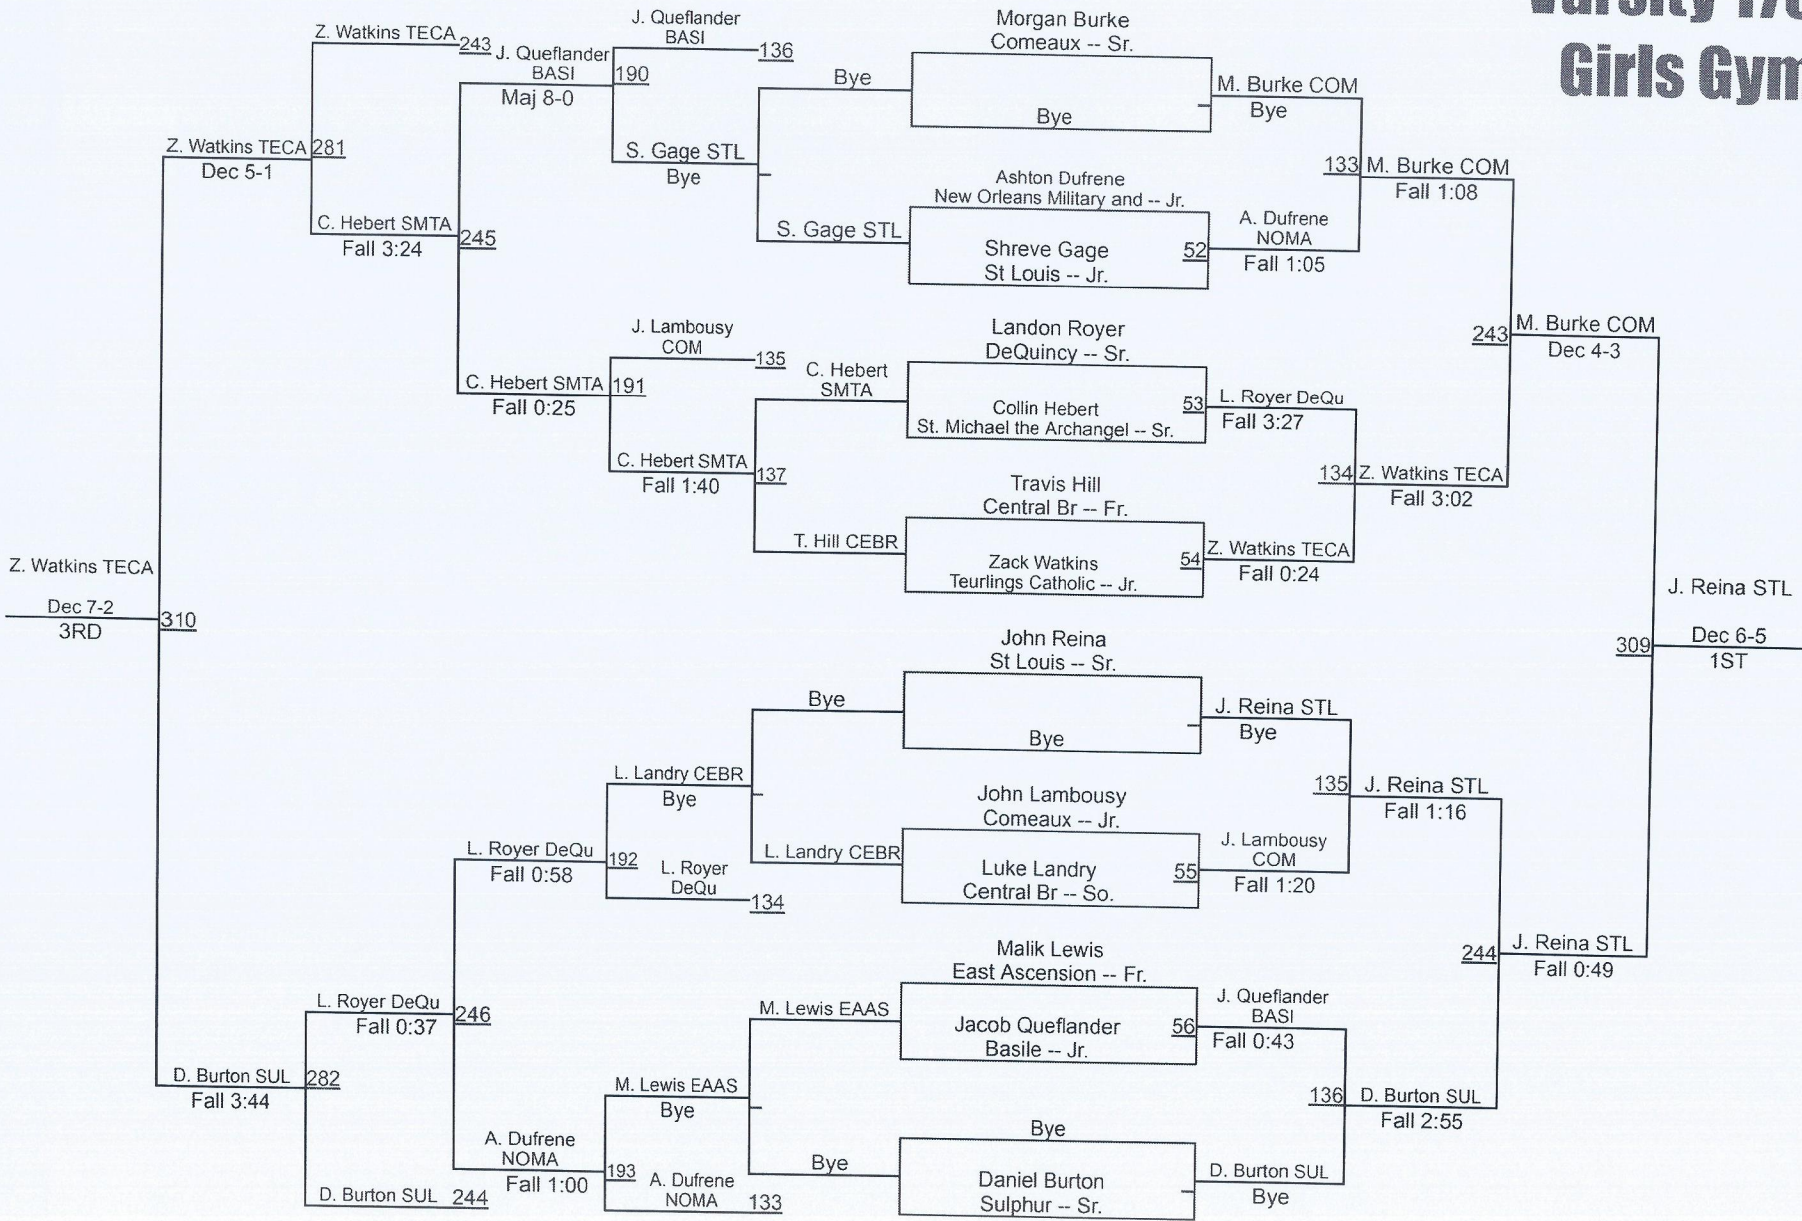 Girls Gym
Z. Watkins TECA
243
J. Queflander
BASI
Maj 8-0
J. Queflander
BASI
136
190
S. Gage STL
Bye
Z. Watkins TECA
Dec 5-1
281
C. Hebert SMTA
Fall 3:24
245
J. Lambousy
COM
135
C. Hebert SMTA
Fall 0:25
191
C. Hebert SMTA
Fall 1:40
137
Bye
S. Gage STL
C. Hebert
SMTA
T. Hill CEBR
Morgan Burke
Comeaux -- Sr.
Bye
M. Burke COM
Bye
Ashton Dufrene
New Orleans Military and -- Jr.
Shreve Gage
St Louis -- Jr.
52
A. Dufrene
NOMA
Fall 1:05
133
M. Burke COM
Fall 1:08
Landon Royer
DeQuincy -- Sr.
Collin Hebert
St. Michael the Archangel -- Sr.
53
L. Royer DeQu
Fall 3:27
Travis Hill
Central Br -- Fr.
Zack Watkins
Teurlings Catholic -- Jr.
54
Z. Watkins TECA
Fall 0:24
134
Z. Watkins TECA
Fall 3:02
243
M. Burke COM
Dec 4-3
Z. Watkins TECA
Dec 7-2
3RD
310
J. Reina STL
Dec 6-5
1ST
309
John Reina
St Louis -- Sr.
Bye
J. Reina STL
Bye
Bye
L. Landry CEBR
Bye
John Lambousy
Comeaux -- Jr.
Luke Landry
Central Br -- So.
55
J. Lambousy
COM
Fall 1:20
135
J. Reina STL
Fall 1:16
L. Landry CEBR
L. Royer DeQu
Fall 0:58
192
L. Royer
DeQu
134
Malik Lewis
East Ascension -- Fr.
Jacob Queflander
Basile -- Jr.
56
J. Queflander
BASI
Fall 0:43
M. Lewis EAAS
244
J. Reina STL
Fall 0:49
L. Royer DeQu
Fall 0:37
246
D. Burton SUL
Fall 3:44
282
M. Lewis EAAS
Bye
136
D. Burton SUL
Fall 2:55
A. Dufrene
NOMA
Fall 1:00
193
A. Dufrene
NOMA
133
D. Burton SUL
244
Bye
Bye
Daniel Burton
Sulphur -- Sr.
D. Burton SUL
Bye